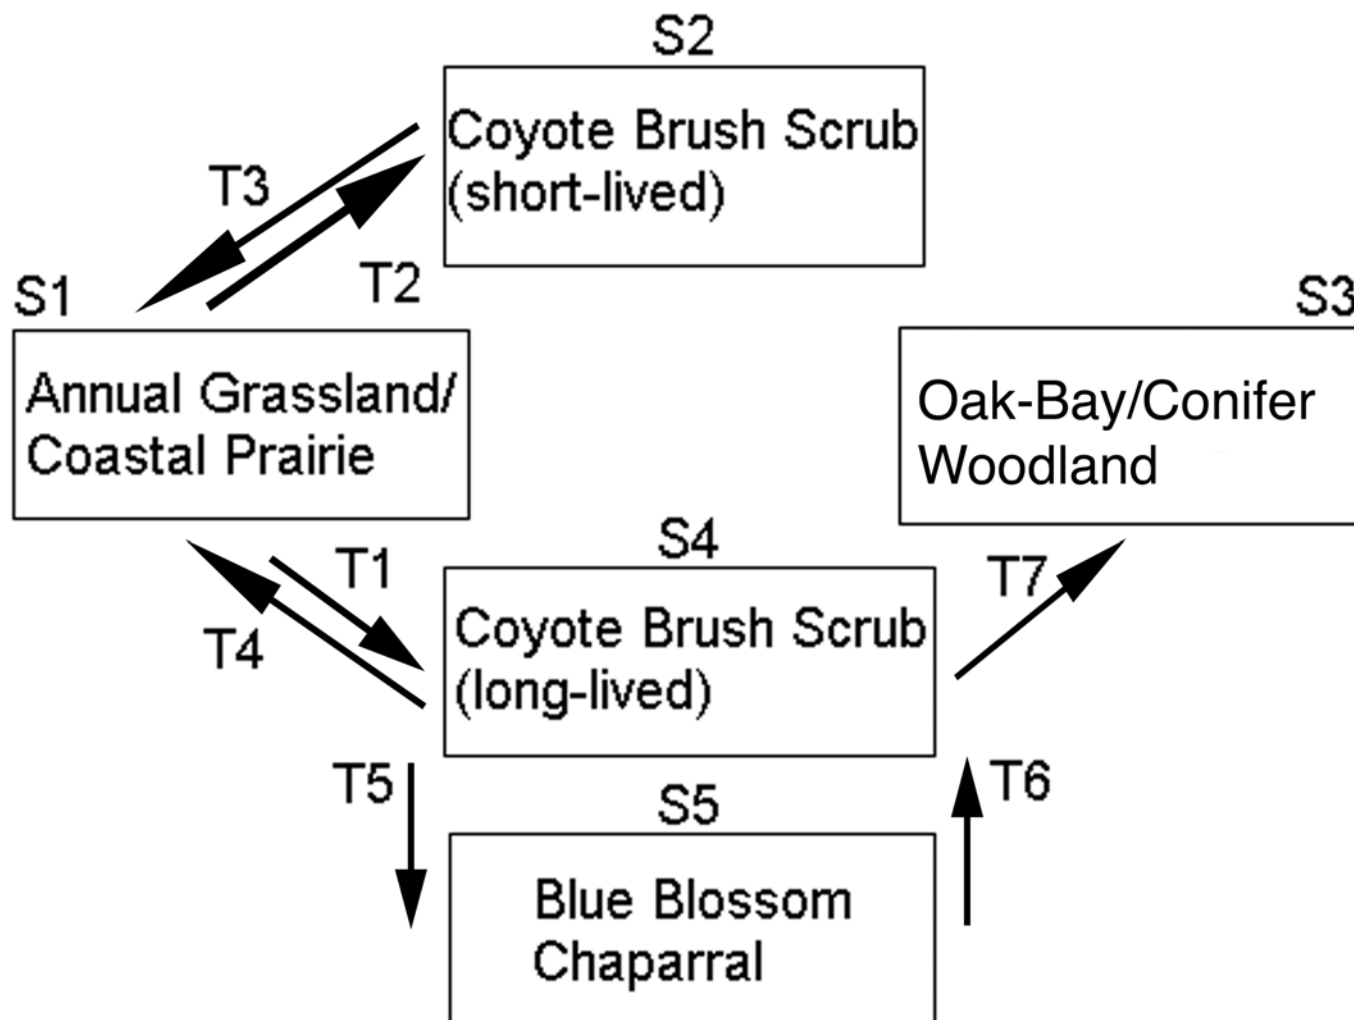 S2
Coyote Brush Scrub
(short-lived)
T3
T2
S1
Annual Grassland/
Coastal Prairie
S3
Oak-Bay/Conifer
Woodland
T1
T4
S4
Coyote Brush Scrub
(long-lived)
T7
T5
T6
S5
Blue Blossom
Chaparral